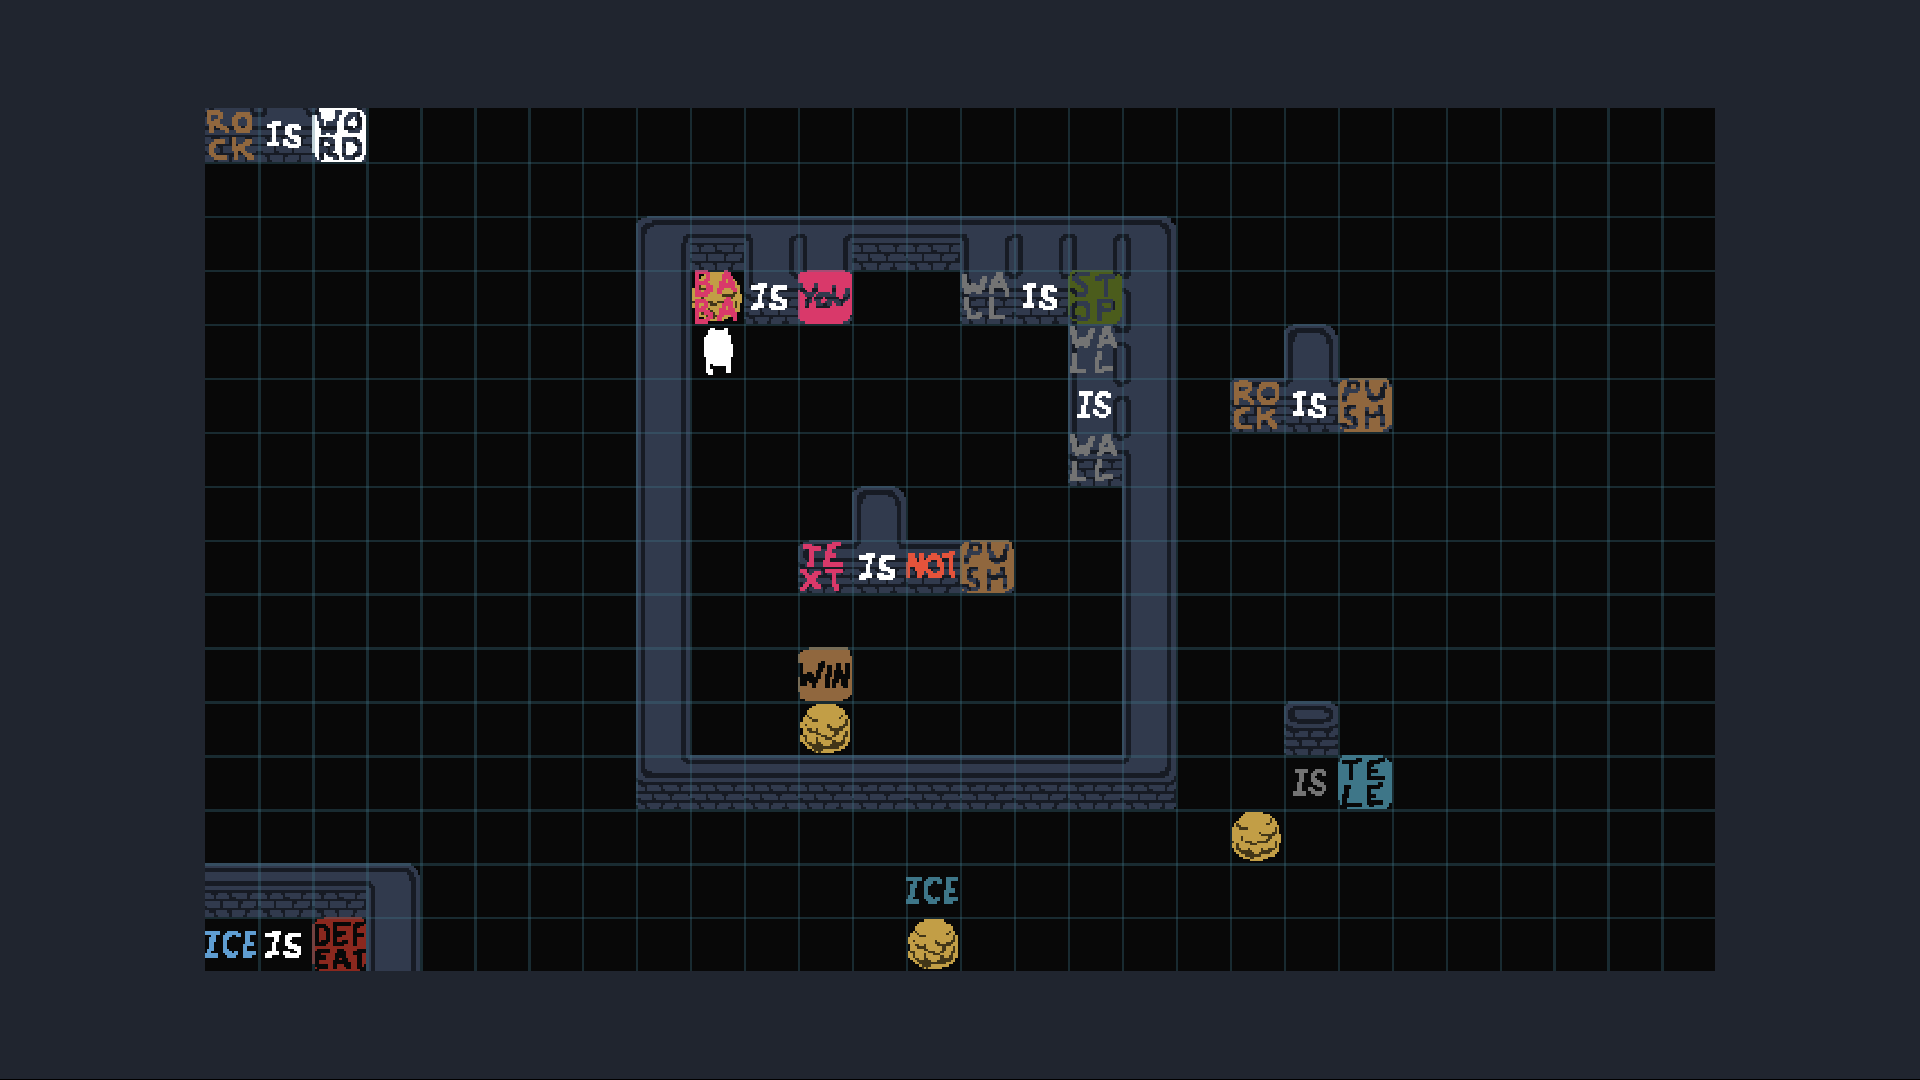 ROCK IS WORD
BABA IS YOU
WALL IS STOP
WALL
IS
WALL
ROCK IS PUSH
TEXT IS NOT PUSH
WIN
IS TELE
ICE
ICE IS DEFEAT